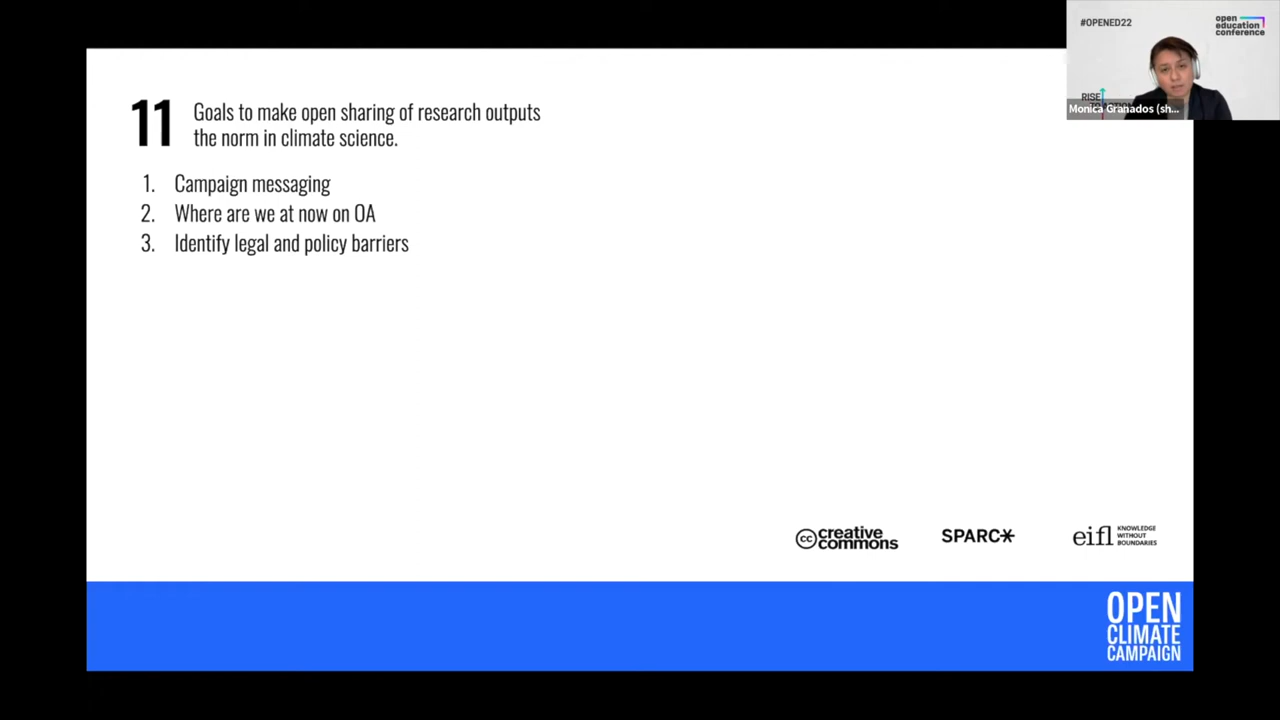 #OPENED22
open
education
conference
RISE
Monica Granados (sh...
11
Goals to make open sharing of research outputs
the norm in climate science.
1. Campaign messaging
2. Where are we at now on OA
3. Identify legal and policy barriers
cc creative
commons
SPARC
eifl
KNOWLEDGE
WITHOUT
BOUNDARIES
OPEN
CLIMATE
CAMPAIGN